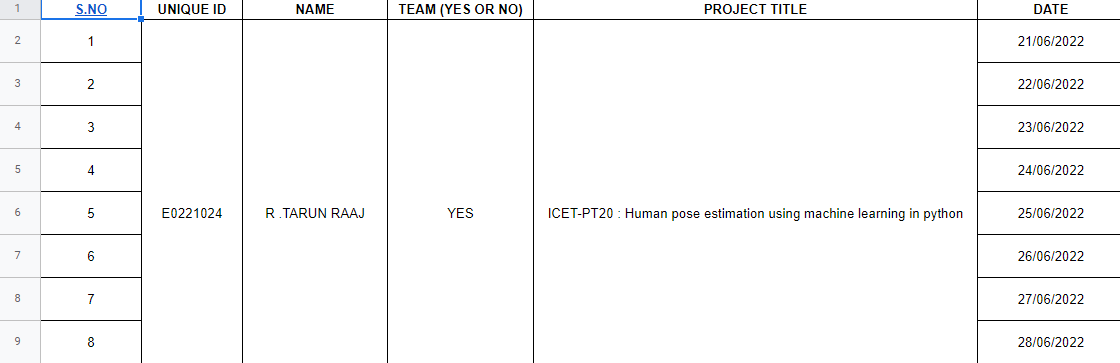 1 S.NO UNIQUE ID NAME TEAM (YES OR NO) PROJECT TITLE DATE
2 1 21/06/2022
3 2 22/06/2022
4 3 23/06/2022
5 4 24/06/2022
6 5 E0221024 R .TARUN RAAJ YES ICET-PT20 : Human pose estimation using machine learning in python 25/06/2022
7 6 26/06/2022
8 7 27/06/2022
9 8 28/06/2022